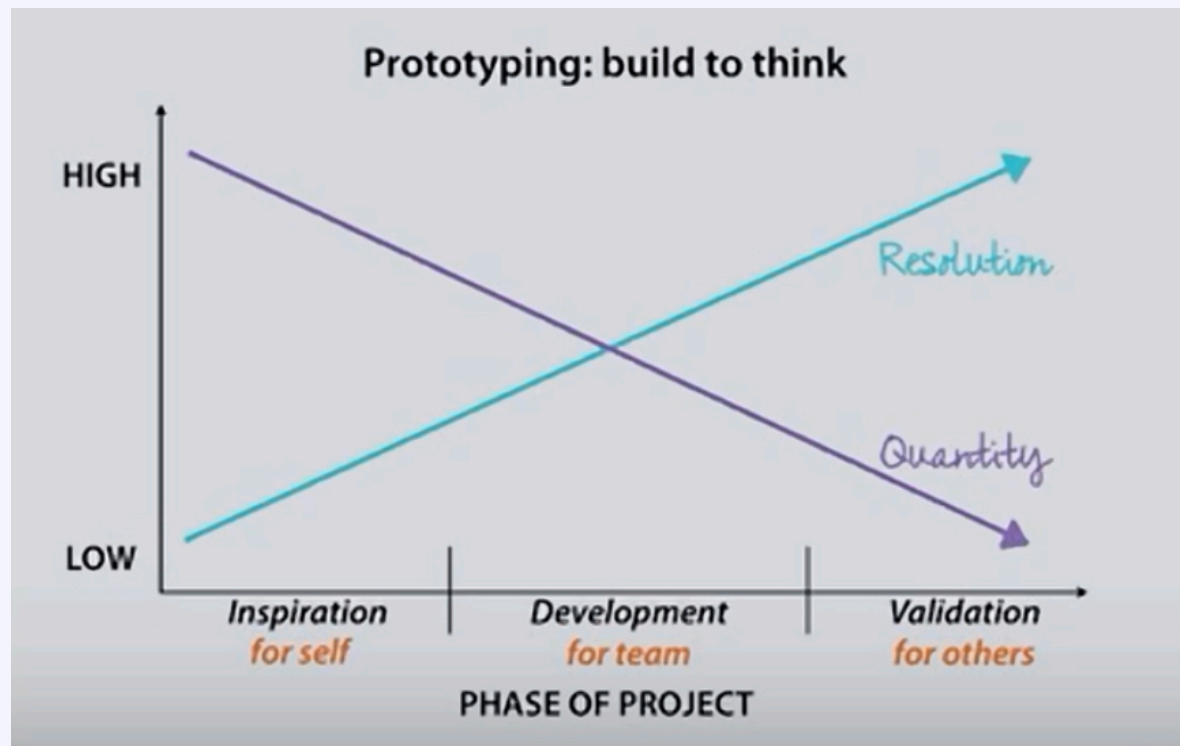 Prototyping: build to think
HIGH
Resolution
Quantity
LOW
Inspiration Development Validation
for self for team for others
PHASE OF PROJECT